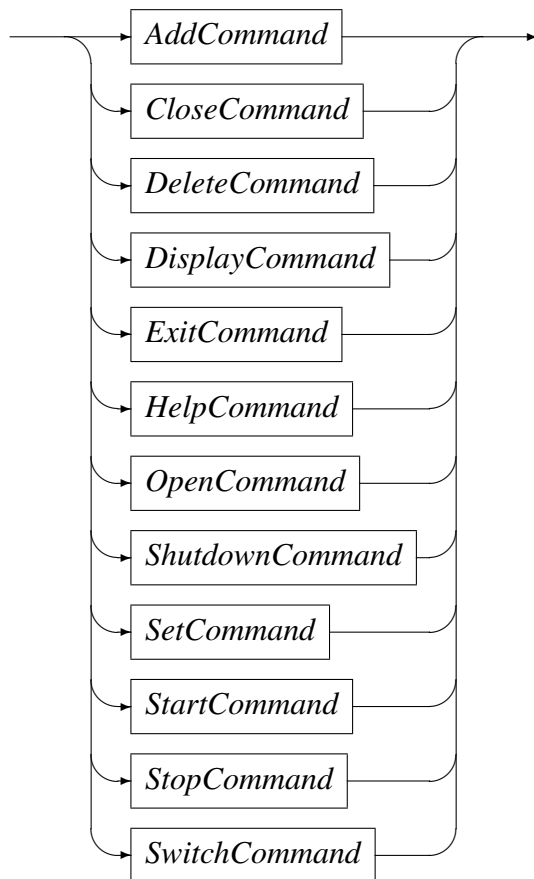 AddCommand
CloseCommand
DeleteCommand
DisplayCommand
ExitCommand
HelpCommand
OpenCommand
ShutdownCommand
SetCommand
StartCommand
StopCommand
SwitchCommand